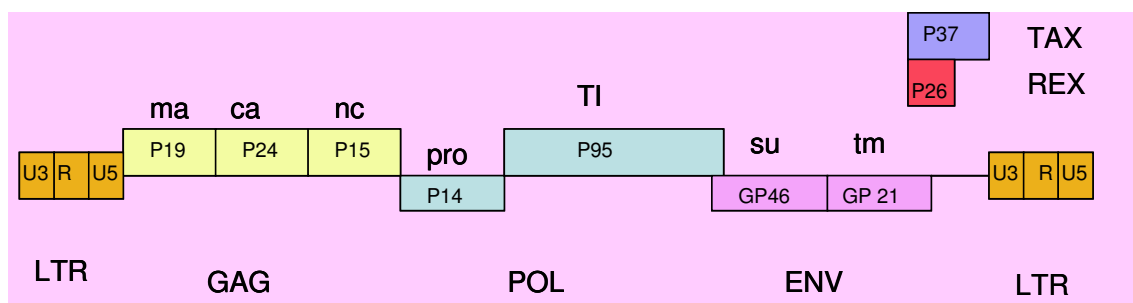 P37 TAX
P26 REX
TI
ma ca nc
P19 P24 P15 P95
pro su tm
U3 R U5 U3 R U5
P14 GP46 GP 21
LTR GAG POL ENV LTR